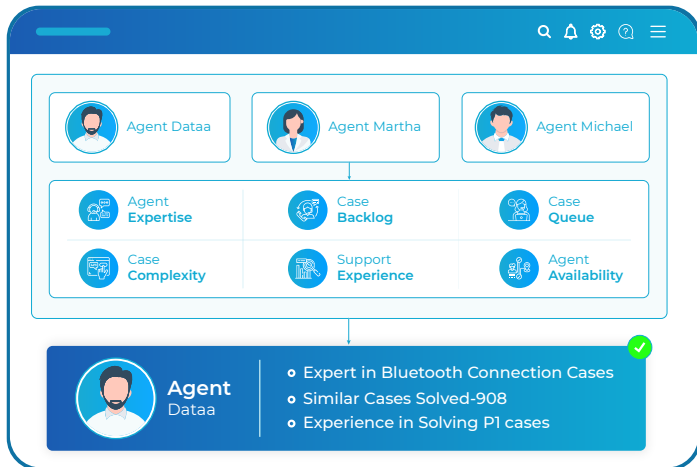 Agent Dataa
Agent Martha
Agent Michael
Agent
Expertise
Case
Backlog
Case
Queue
Case
Complexity
Support
Experience
Agent
Availability
Agent
Dataa
Expert in Bluetooth Connection Cases
Similar Cases Solved-908
Experience in Solving P1 cases